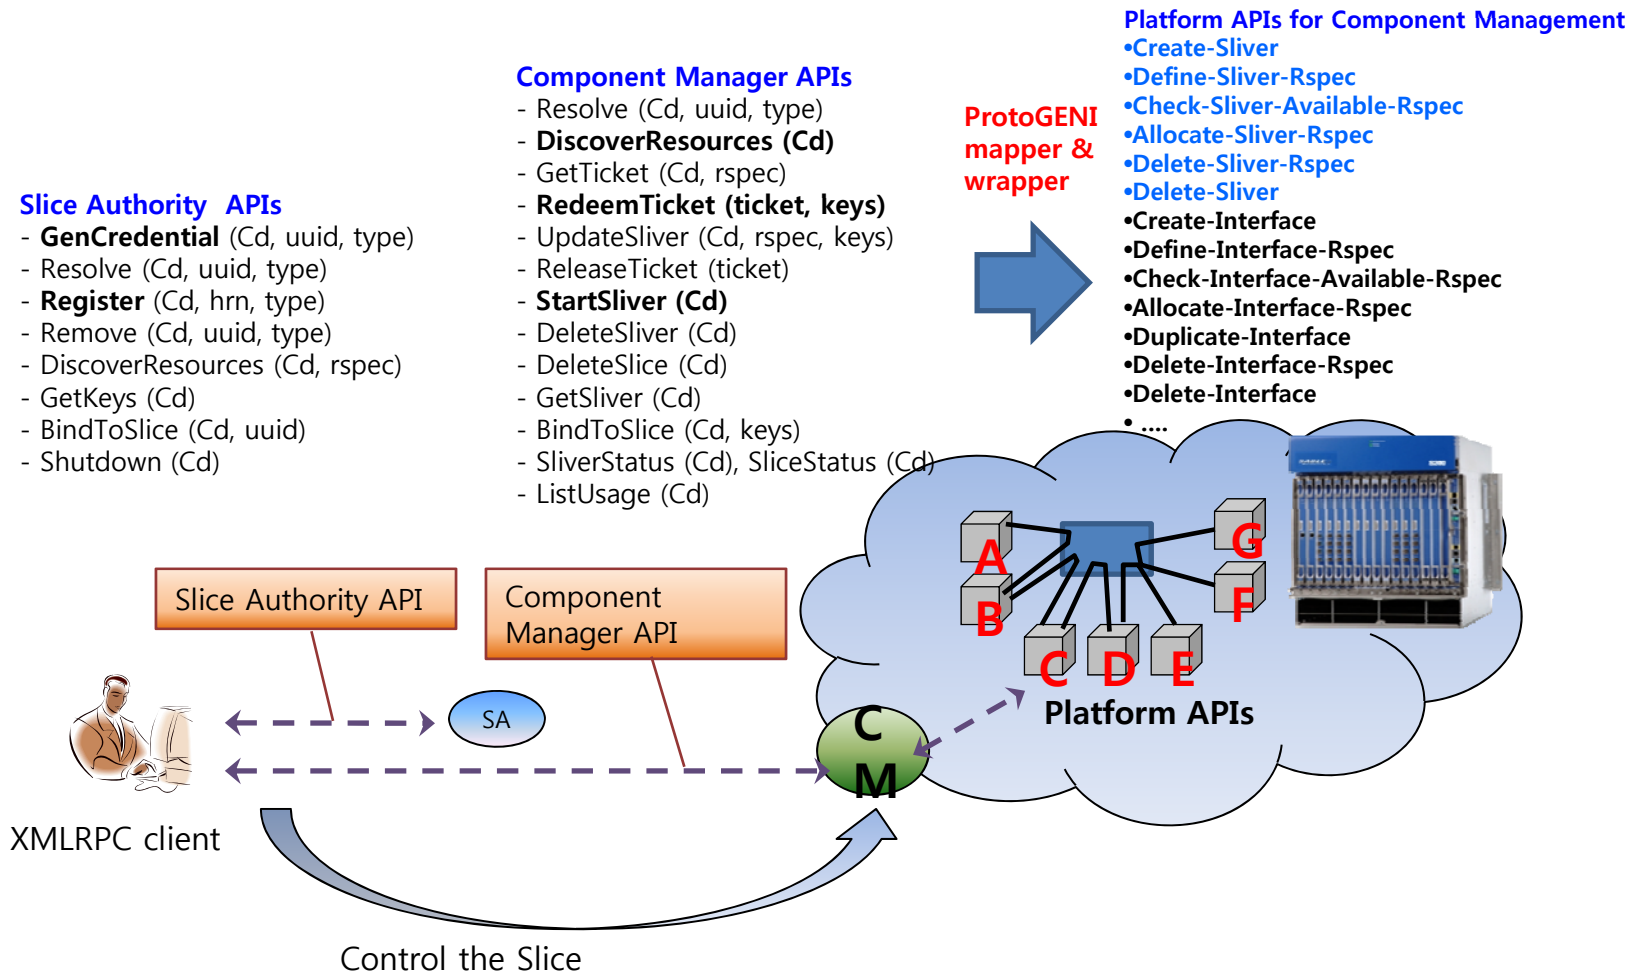 Platform APIs for Component Management
•Create-Sliver
•Define-Sliver-Rspec
•Check-Sliver-Available-Rspec
•Allocate-Sliver-Rspec
•Delete-Sliver-Rspec
•Delete-Sliver
•Create-Interface
•Define-Interface-Rspec
•Check-Interface-Available-Rspec
•Allocate-Interface-Rspec
•Duplicate-Interface
•Delete-Interface-Rspec
•Delete-Interface
• ....
Component Manager APIs
- Resolve (Cd, uuid, type)
- DiscoverResources (Cd)
- GetTicket (Cd, rspec)
- RedeemTicket (ticket, keys)
- UpdateSliver (Cd, rspec, keys)
- ReleaseTicket (ticket)
- StartSliver (Cd)
- DeleteSliver (Cd)
- DeleteSlice (Cd)
- GetSliver (Cd)
- BindToSlice (Cd, keys)
- SliverStatus (Cd), SliceStatus (Cd)
- ListUsage (Cd)
ProtoGENI
mapper &
wrapper
Slice Authority APIs
- GenCredential (Cd, uuid, type)
- Resolve (Cd, uuid, type)
- Register (Cd, hrn, type)
- Remove (Cd, uuid, type)
- DiscoverResources (Cd, rspec)
- GetKeys (Cd)
- BindToSlice (Cd, uuid)
- Shutdown (Cd)
A
B
C
D
E
F
G
Platform APIs
Slice Authority API
Component
Manager API
SA
C
M
XMLRPC client
Control the Slice